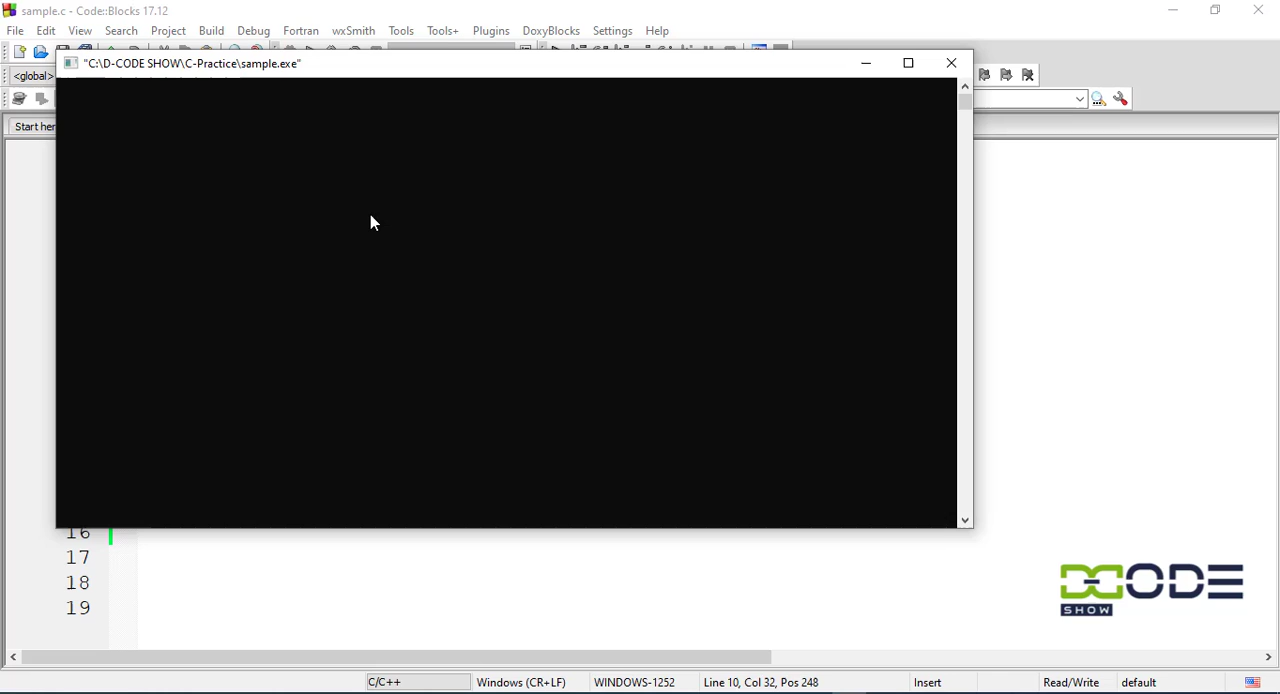 sample.c - Code::Blocks 17.12
File Edit View Search Project Build Debug Fortran wxSmith Tools Tools+ Plugins DoxyBlocks Settings Help
"C:\D-CODE SHOW\C-Practice\sample.exe"
<global>
Start her
16
17
18
19
DCODE
SHOW
C/C++ Windows (CR+LF) WINDOWS-1252 Line 10, Col 32, Pos 248 Insert Read/Write default